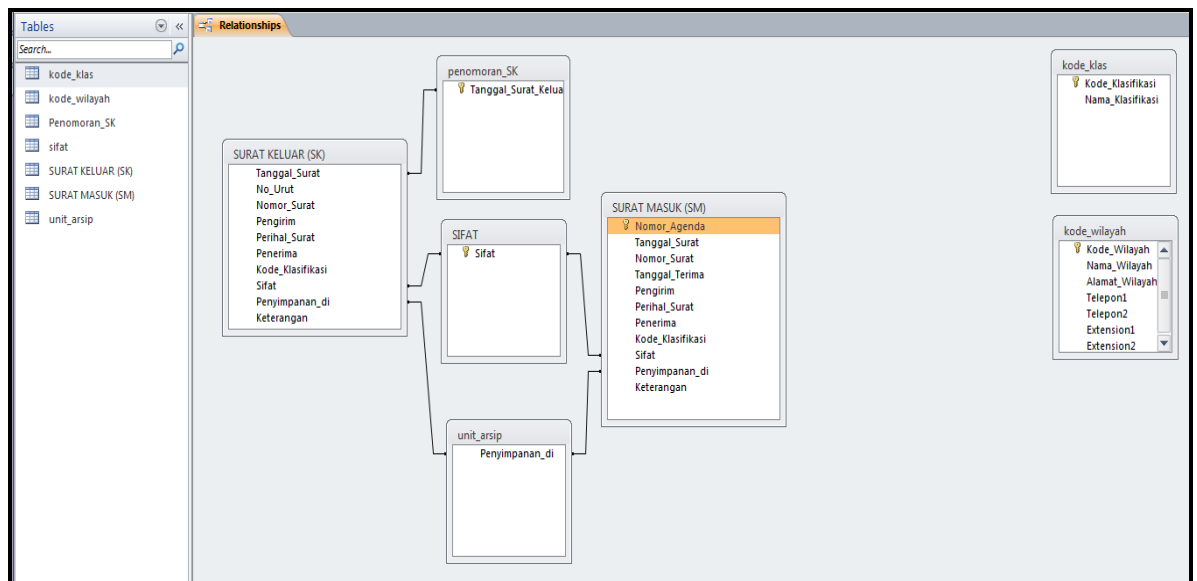 Tables
Search...
kode_klas
kode_wilayah
Penomoran_SK
sifat
SURAT KELUAR (SK)
SURAT MASUK (SM)
unit_arsip
Relationships
SURAT KELUAR (SK)
Tanggal_Surat
No_Urut
Nomor_Surat
Pengirim
Perihal_Surat
Penerima
Kode_Klasifikasi
Sifat
Penyimpanan_di
Keterangan
penomoran_SK
Tanggal_Surat_Kelua
SIFAT
Sifat
unit_arsip
Penyimpanan_di
SURAT MASUK (SM)
Nomor_Agenda
Tanggal_Surat
Nomor_Surat
Tanggal_Terima
Pengirim
Perihal_Surat
Penerima
Kode_Klasifikasi
Sifat
Penyimpanan_di
Keterangan
kode_klas
Kode_Klasifikasi
Nama_Klasifikasi
kode_wilayah
Kode_Wilayah
Nama_Wilayah
Alamat_Wilayah
Telepon1
Telepon2
Extension1
Extension2